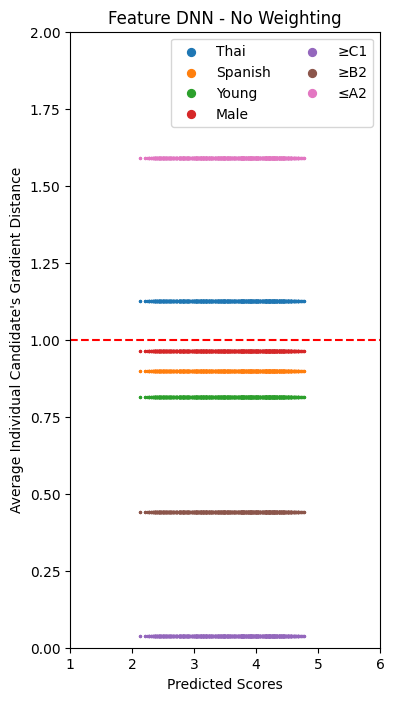 Feature DNN - No Weighting
Thai
Spanish
Young
Male
≥C1
≥B2
≤A2
Average Individual Candidate's Gradient Distance
2.00
1.75
1.50
1.25
1.00
0.75
0.50
0.25
0.00
1 2 3 4 5 6
Predicted Scores